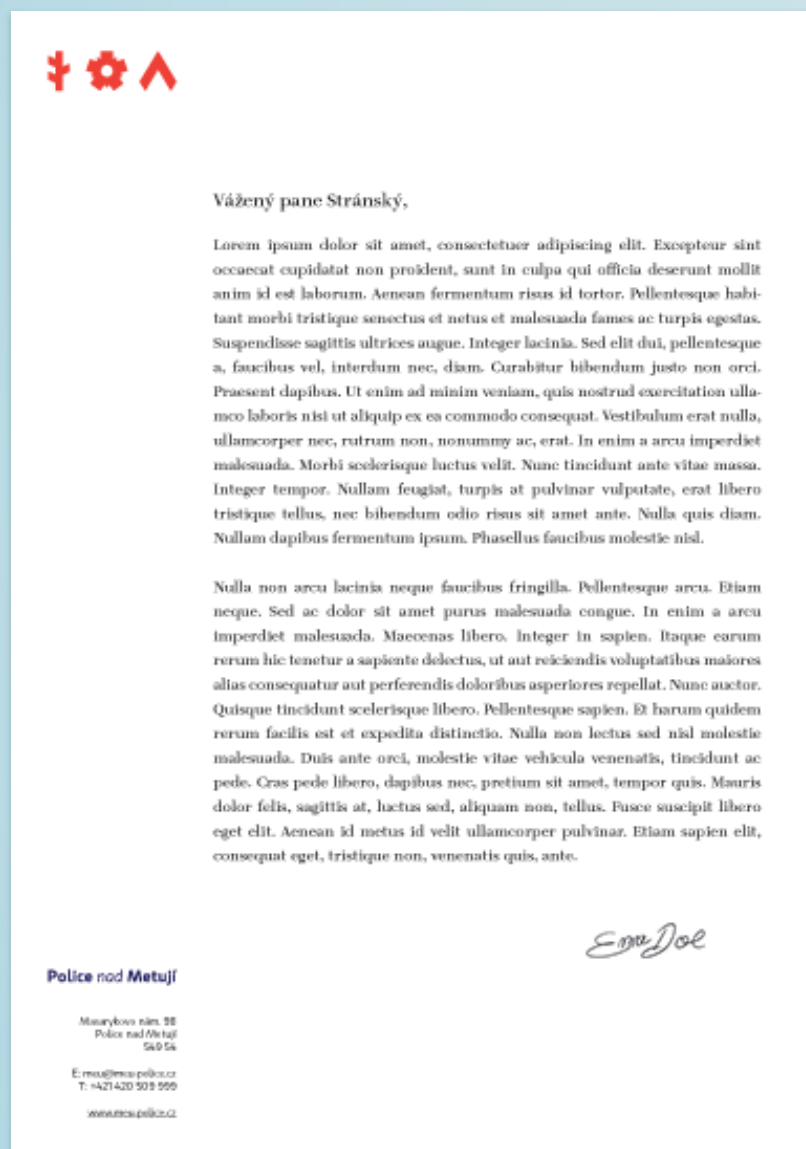 Vážený pane Stránský,
Lorem ipsum dolor sit amet, consectetuer adipiscing elit. Excepteur sint
occaecat cupidatat non proident, sunt in culpa qui officia deserunt mollit
anim id est laborum. Aenean fermentum risus id tortor. Pellentesque habi-
tant morbi tristique senectus et netus et malesuada fames ac turpis egestas.
Suspendisse sagittis ultrices augue. Integer lacinia. Sed elit dui, pellentesque
a, faucibus vel, interdum nec, diam. Curabitur bibendum justo non orci.
Praesent dapibus. Ut enim ad minim veniam, quis nostrud exercitation ulla-
mco laboris nisi ut aliquip ex ea commodo consequat. Vestibulum erat nulla,
ullamcorper nec, rutrum non, nonummy ac, erat. In enim a arcu imperdiet
malesuada. Morbi scelerisque luctus velit. Nunc tincidunt ante vitae massa.
Integer tempor. Nullam feugiat, turpis at pulvinar vulputate, erat libero
tristique tellus, nec bibendum odio risus sit amet ante. Nulla quis diam.
Nullam dapibus fermentum ipsum. Phasellus faucibus molestie nisl.
Nulla non arcu lacinia neque faucibus fringilla. Pellentesque arcu. Etiam
neque. Sed ac dolor sit amet purus malesuada congue. In enim a arcu
imperdiet malesuada. Maecenas libero. Integer in sapien. Itaque earum
rerum hic tenetur a sapiente delectus, ut aut reiciendis voluptatibus maiores
alias consequatur aut perferendis doloribus asperiores repellat. Nunc auctor.
Quisque tincidunt scelerisque libero. Pellentesque sapien. Et harum quidem
rerum facilis est et expedita distinctio. Nulla non lectus sed nisl molestie
malesuada. Duis ante orci, molestie vitae vehicula venenatis, tincidunt ac
pede. Cras pede libero, dapibus nec, pretium sit amet, tempor quis. Mauris
dolor felis, sagittis at, luctus sed, aliquam non, tellus. Fusce suscipit libero
eget elit. Aenean id metus id velit ullamcorper pulvinar. Etiam sapien elit,
consequat eget, tristique non, venenatis quis, ante.
Police nad Metují
Masarykovo nám. 98
Police nad Metují
549 54
E: meu@meu-police.cz
T: +421 420 509 999
www.meu-police.cz